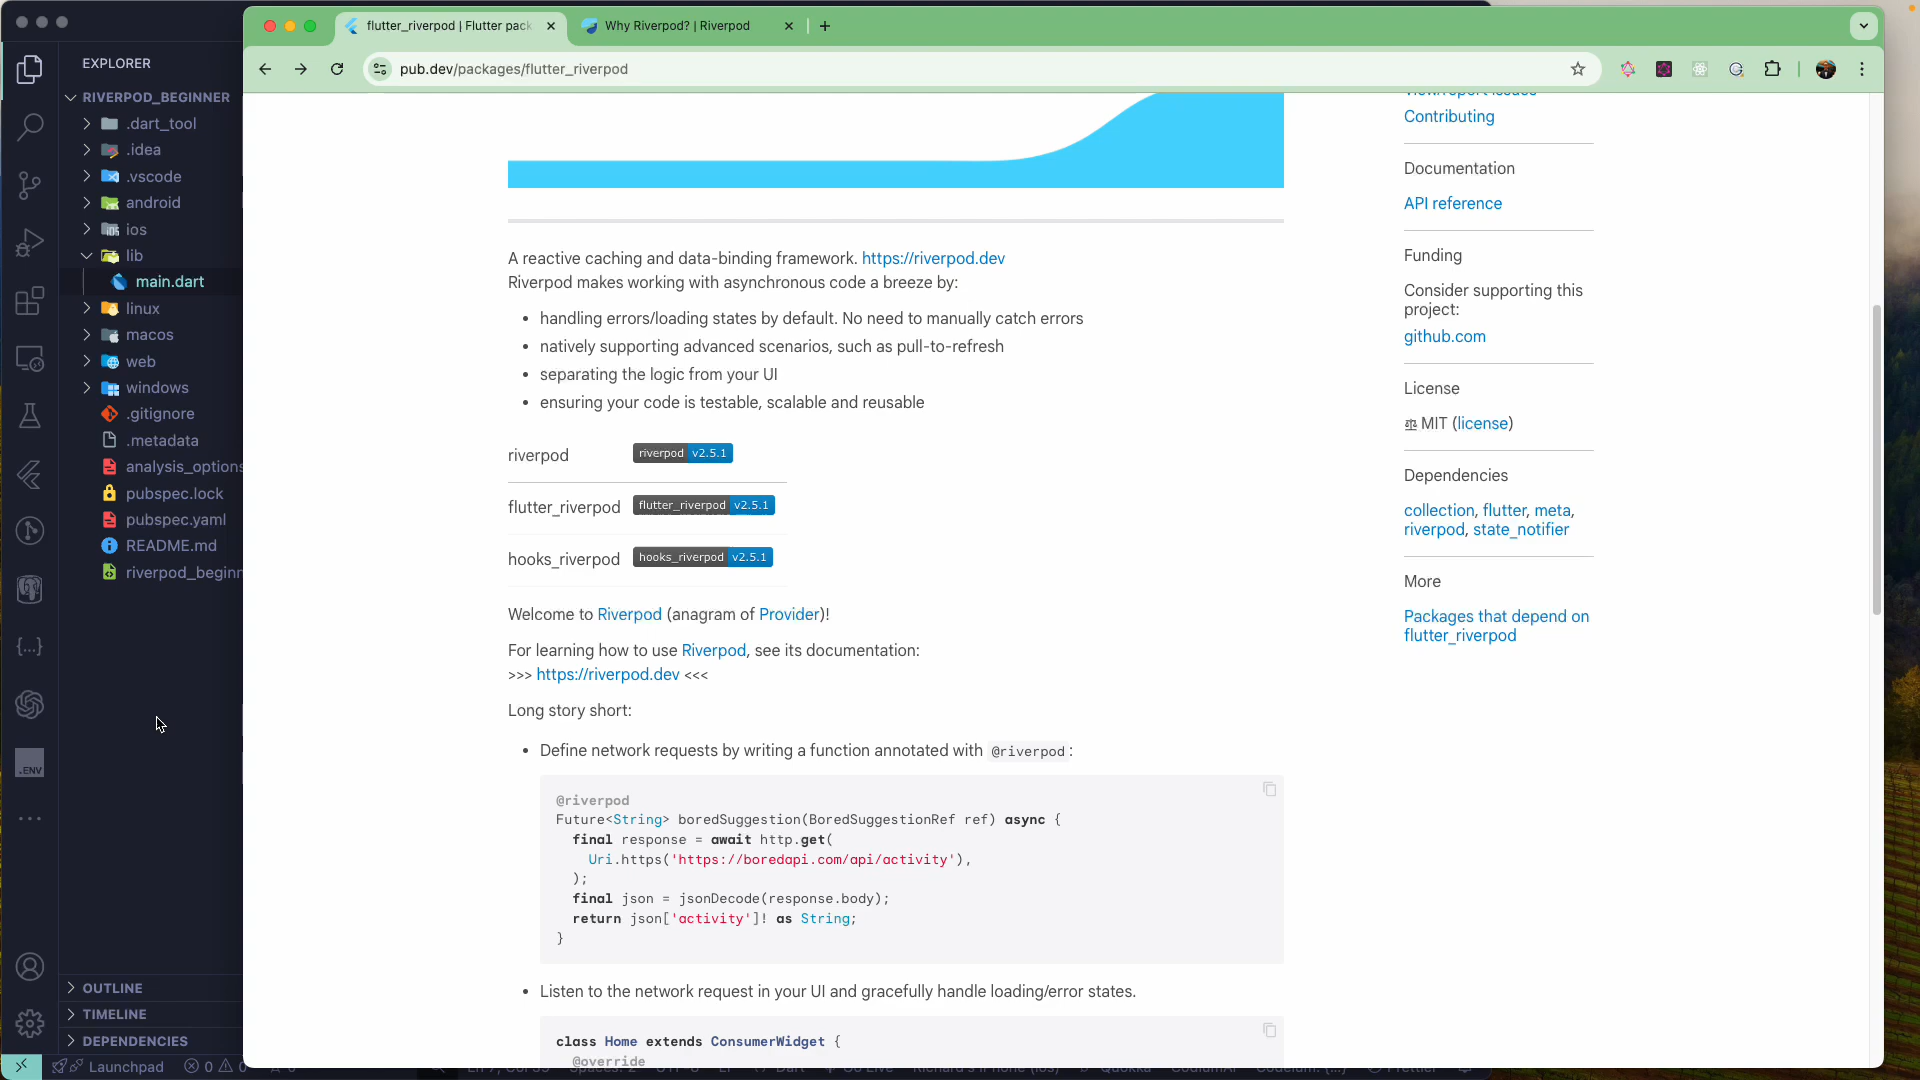 flutter_riverpod | Flutter pack
Why Riverpod? | Riverpod
pub.dev/packages/flutter_riverpod
EXPLORER
RIVERPOD_BEGINNER
.dart_tool
.idea
.vscode
android
ios
lib
main.dart
linux
macos
web
windows
.gitignore
.metadata
analysis_options
pubspec.lock
pubspec.yaml
README.md
riverpod_beginn
.ENV
OUTLINE
TIMELINE
DEPENDENCIES
Launchpad
0
0
A reactive caching and data-binding framework. https://riverpod.dev
Riverpod makes working with asynchronous code a breeze by:
• handling errors/loading states by default. No need to manually catch errors
• natively supporting advanced scenarios, such as pull-to-refresh
• separating the logic from your UI
• ensuring your code is testable, scalable and reusable
riverpod riverpod v2.5.1
flutter_riverpod flutter_riverpod v2.5.1
hooks_riverpod hooks_riverpod v2.5.1
Welcome to Riverpod (anagram of Provider)!
For learning how to use Riverpod, see its documentation:
>>> https://riverpod.dev <<<
Long story short:
• Define network requests by writing a function annotated with @riverpod:
@riverpod
Future<String> boredSuggestion(BoredSuggestionRef ref) async {
final response = await http.get(
Uri.https('https://boredapi.com/api/activity'),
);
final json = jsonDecode(response.body);
return json['activity']! as String;
}
• Listen to the network request in your UI and gracefully handle loading/error states.
class Home extends ConsumerWidget {
@override
View/report issues
Contributing
Documentation
API reference
Funding
Consider supporting this
project:
github.com
License
MIT (license)
Dependencies
collection, flutter, meta,
riverpod, state_notifier
More
Packages that depend on
flutter_riverpod